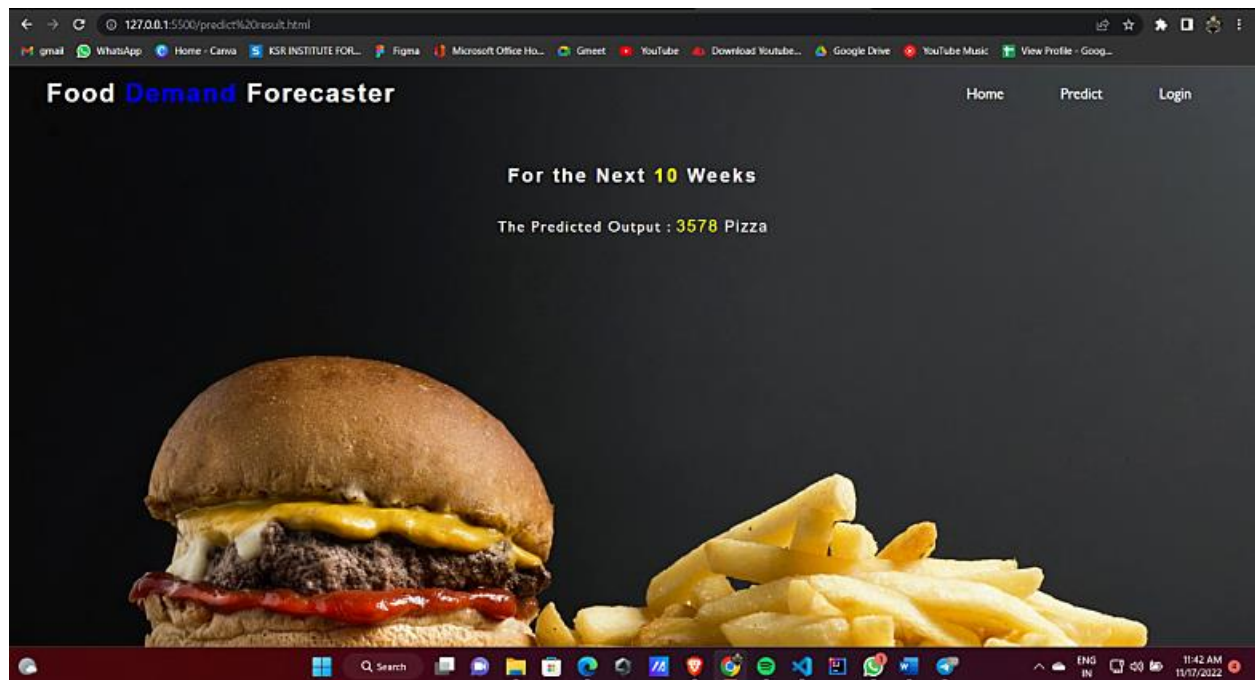 127.0.0.1:5500/predict%20result.html
gmail WhatsApp Home - Canva KSR INSTITUTE FOR... Figma Microsoft Office Ho... Gmeet YouTube Download Youtube... Google Drive YouTube Music View Profile - Goog...
Food Demand Forecaster Home Predict Login
For the Next 10 Weeks
The Predicted Output : 3578 Pizza
Search ENG 11:42 AM
IN 11/17/2022 4